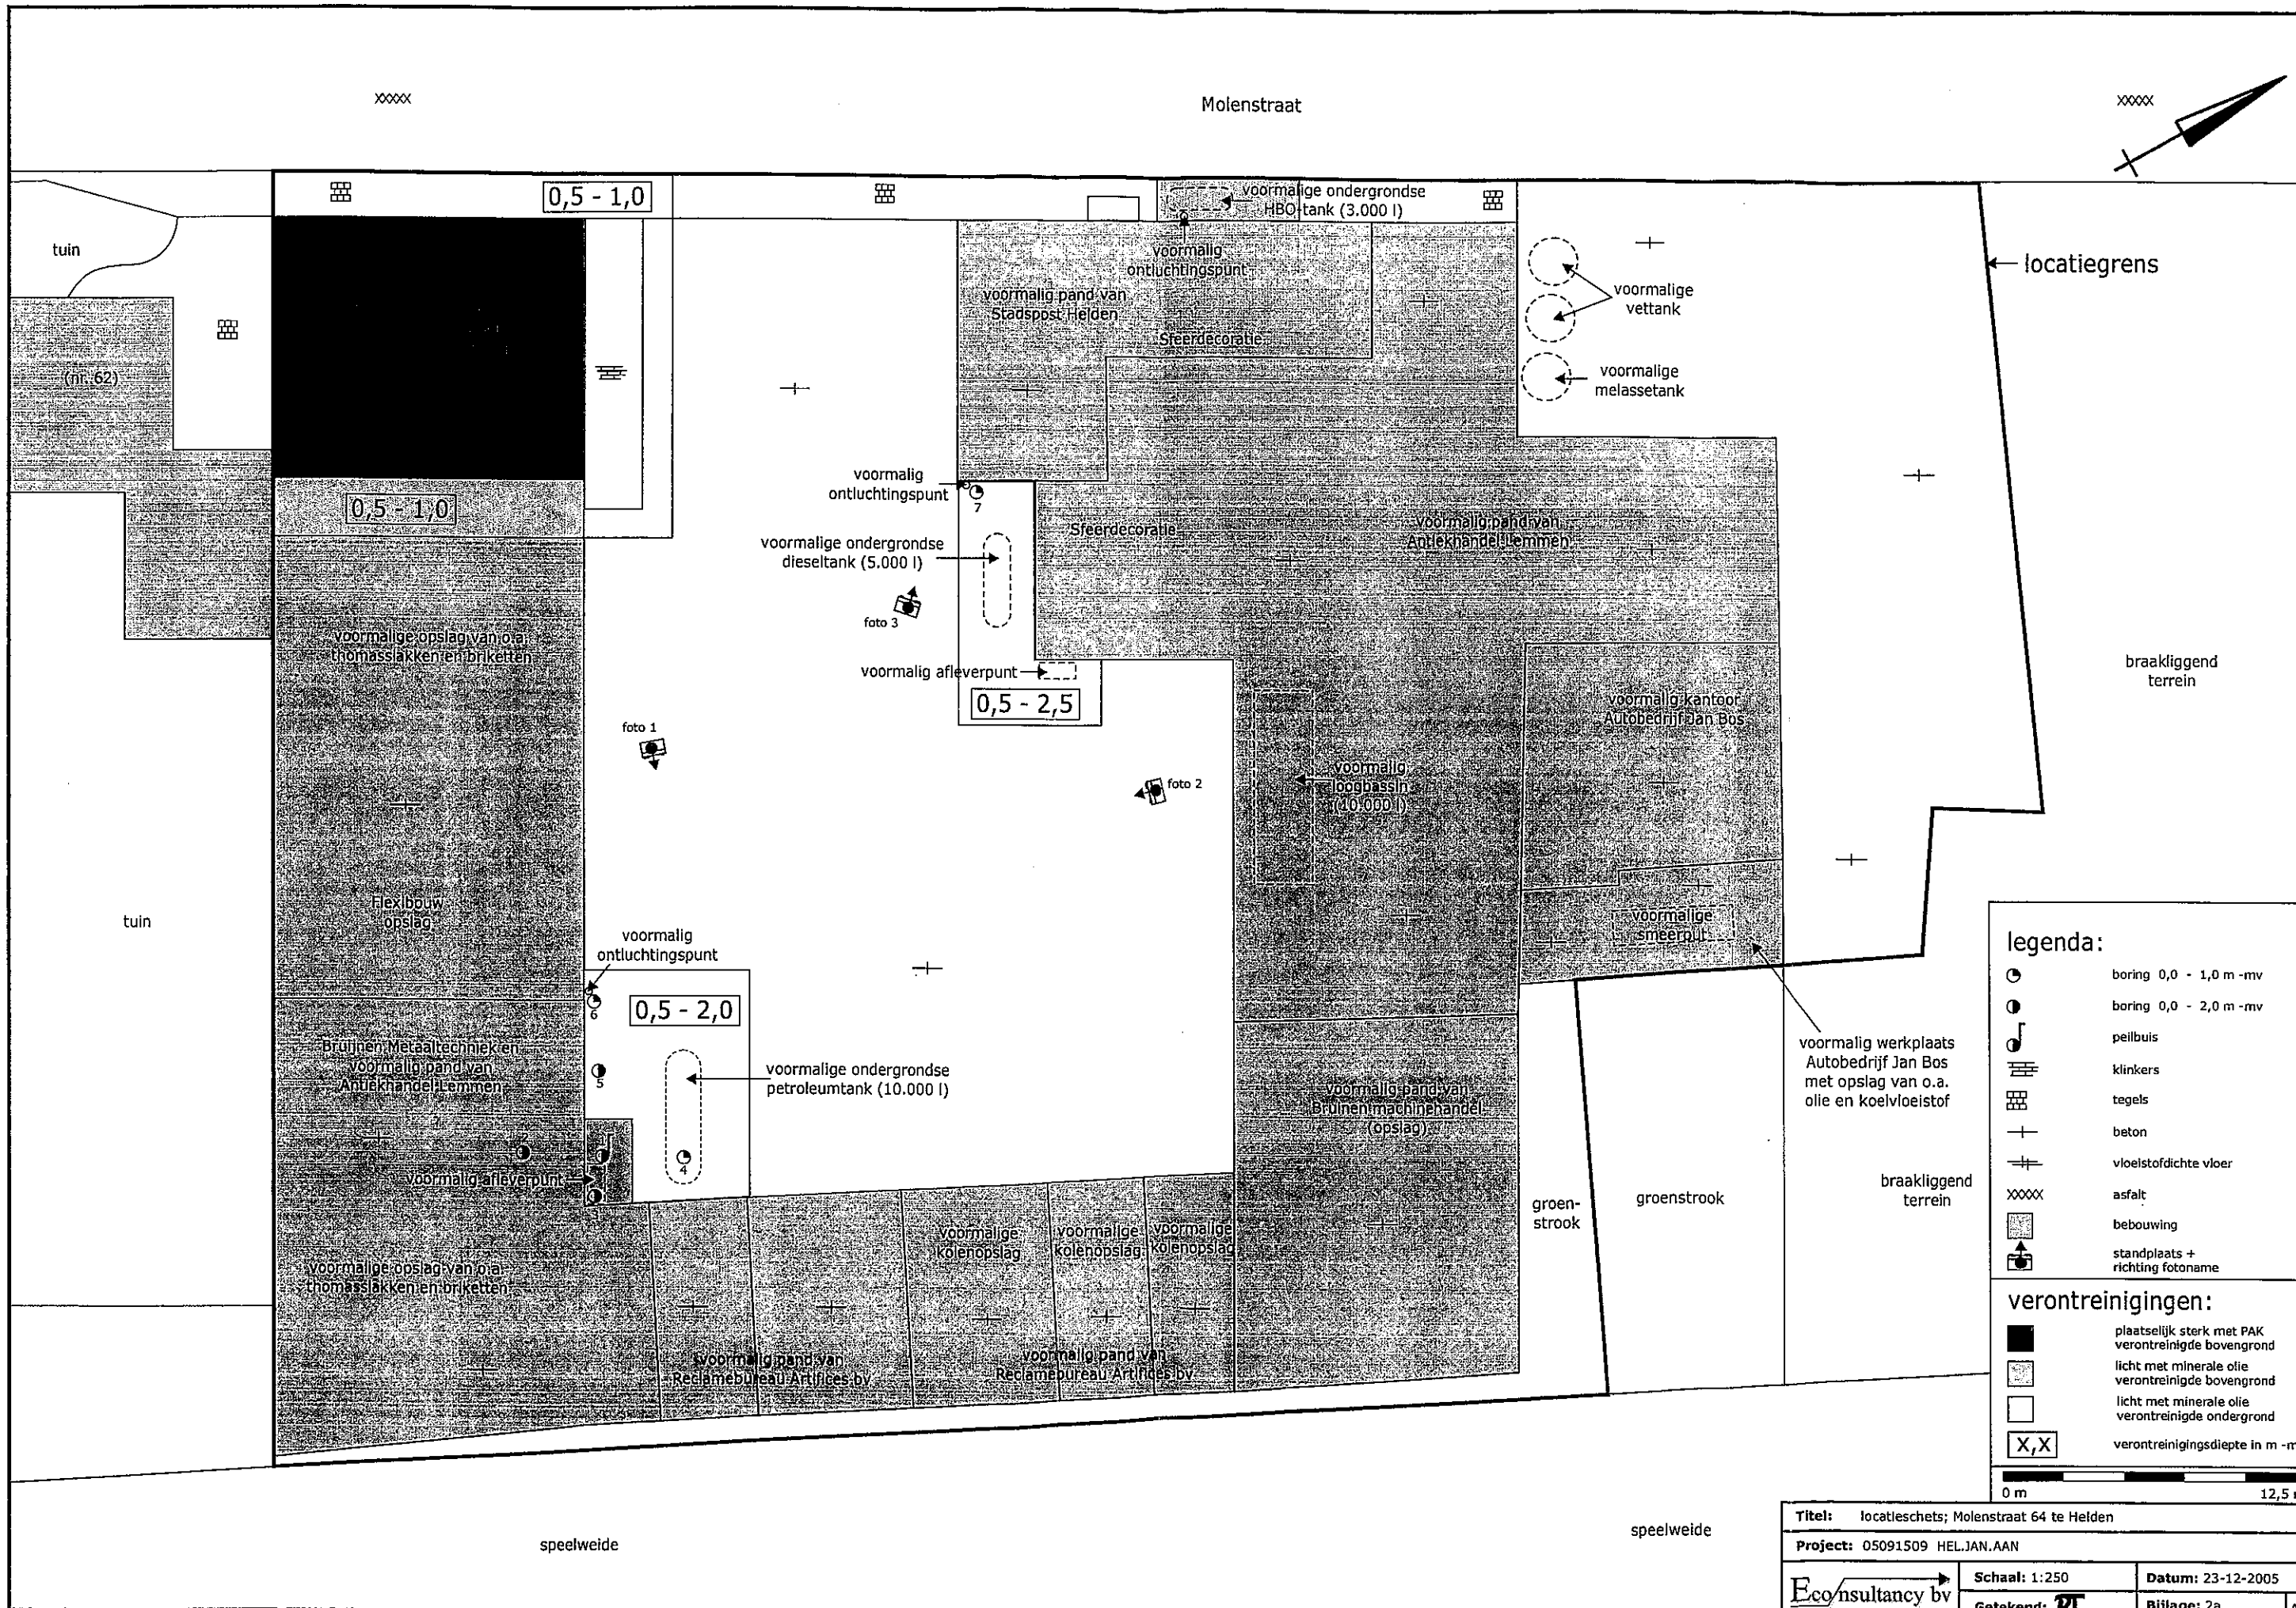 XXXXX
Molenstraat
XXXXX
0,5 - 1,0
voormalige ondergrondse
HBO-tank (3.000 l)
tuin
voormalig
ontluchtingspunt
locatiegrens
voormalig pand van
Stadspost Helden
voormalige
vettank
Sfeerdecoratie
(nr. 62)
voormalige
melassetank
voormalig
ontluchtingspunt
7
0,5 - 1,0
Sfeerdecoratie
voormalig pand van
Antiekhandel Lemmen
voormalige ondergrondse
dieseltank (5.000 l)
foto 3
voormalige opslag van o.a.
thomasslakken en briketten
voormalig afleverpunt
braakliggend
terrein
0,5 - 2,5
voormalig kantoor
Autobedrijf Jan Bos
foto 1
foto 2
voormalig
loogbassin
(10.000 l)
Flexibouw
opslag
tuin
voormalig
ontluchtingspunt
voormalige
smeerput
6
0,5 - 2,0
Bruijnen Metaaltechniek en
voormalig pand van
Antiekhandel Lemmen
5
voormalige ondergrondse
petroleumtank (10.000 l)
voormalig werkplaats
Autobedrijf Jan Bos
met opslag van o.a.
olie en koelvloeistof
voormalig pand van
Bruinen machinehandel
(opslag)
2
1
4
voormalig afleverpunt
3
braakliggend
terrein
groen-
strook
groenstrook
voormalige
kolenopslag
voormalige
kolenopslag
voormalige
kolenopslag
voormalige opslag van o.a.
thomasslakken en briketten
voormalig pand van
Reclamebureau Artifices bv
voormalig pand van
Reclamebureau Artifices bv
speelweide
speelweide
legenda:
boring 0,0 - 1,0 m -mv
boring 0,0 - 2,0 m -mv
peilbuis
klinkers
tegels
beton
vloeistofdichte vloer
XXXXX asfalt
bebouwing
standplaats +
richting fotoname
verontreinigingen:
plaatselijk sterk met PAK
verontreinigde bovengrond
licht met minerale olie
verontreinigde bovengrond
licht met minerale olie
verontreinigde ondergrond
X,X verontreinigingsdiepte in m -m
0 m 12,5
Titel: locatieschets; Molenstraat 64 te Helden
Project: 05091509 HEL.JAN.AAN
Econsultancy bv
Schaal: 1:250
Datum: 23-12-2005
Getekend:
Bijlage: 2a